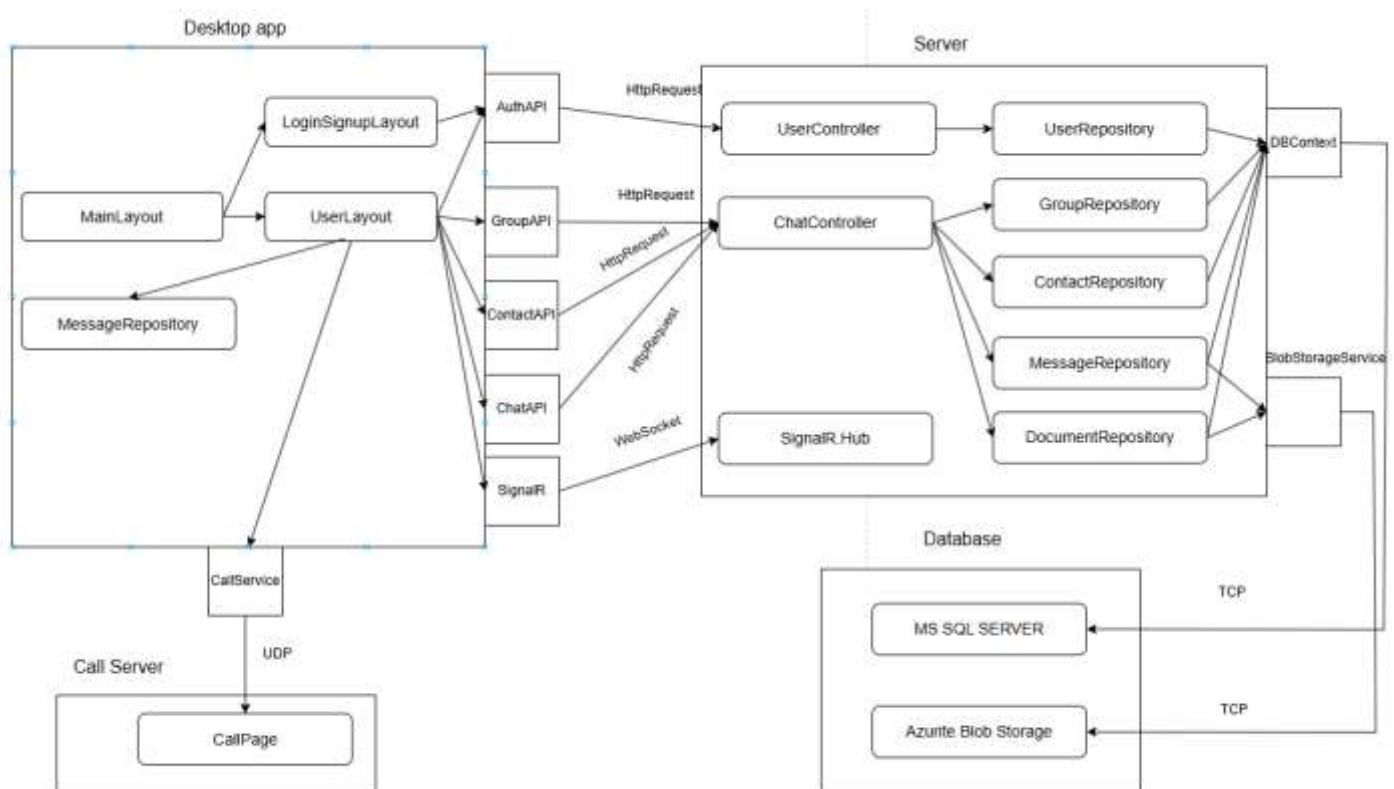 Desktop app
Server
AuthAPI
HttpRequest
LoginSignupLayout
UserController
UserRepository
DBContext
MainLayout
UserLayout
GroupAPI
HttpRequest
ChatController
GroupRepository
HttpRequest
ContactRepository
MessageRepository
ContactAPI
HttpRequest
MessageRepository
BlobStorageService
ChatAPI
WebSocket
SignalR.Hub
DocumentRepository
SignalR
Database
CallService
TCP
MS SQL SERVER
UDP
Call Server
CallPage
TCP
Azurite Blob Storage